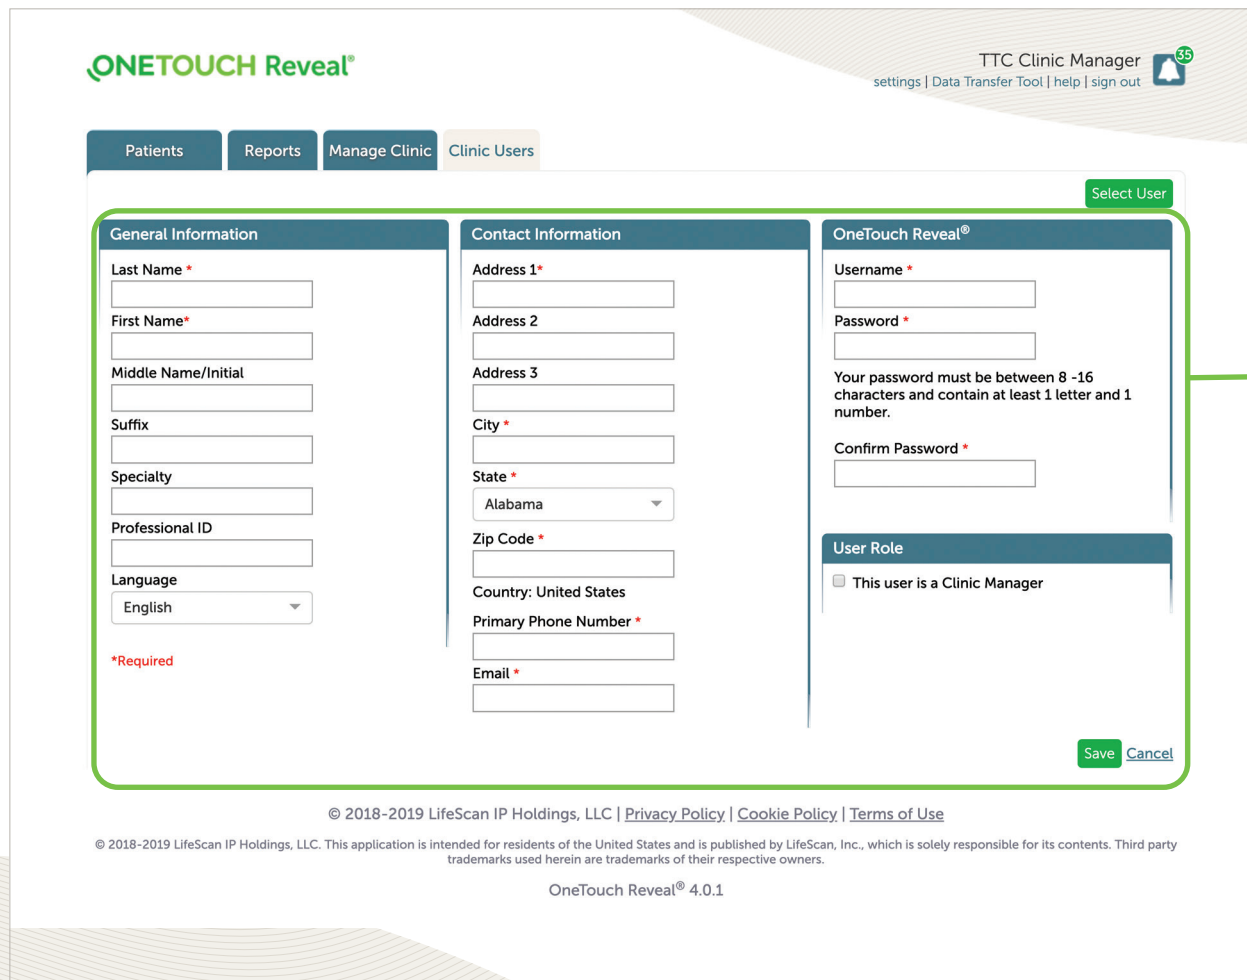 ONETOUCH Reveal®
TTC Clinic Manager
35
settings | Data Transfer Tool | help | sign out
Patients
Reports
Manage Clinic
Clinic Users
Select User
General Information
Last Name *
First Name*
Middle Name/Initial
Suffix
Specialty
Professional ID
Language
English
*Required
Contact Information
Address 1*
Address 2
Address 3
City *
State *
Alabama
Zip Code *
Country: United States
Primary Phone Number *
Email *
OneTouch Reveal®
Username *
Password *
Your password must be between 8 -16
characters and contain at least 1 letter and 1
number.
Confirm Password *
User Role
This user is a Clinic Manager
Save Cancel
© 2018-2019 LifeScan IP Holdings, LLC | Privacy Policy | Cookie Policy | Terms of Use
© 2018-2019 LifeScan IP Holdings, LLC. This application is intended for residents of the United States and is published by LifeScan, Inc., which is solely responsible for its contents. Third party
trademarks used herein are trademarks of their respective owners.
OneTouch Reveal® 4.0.1